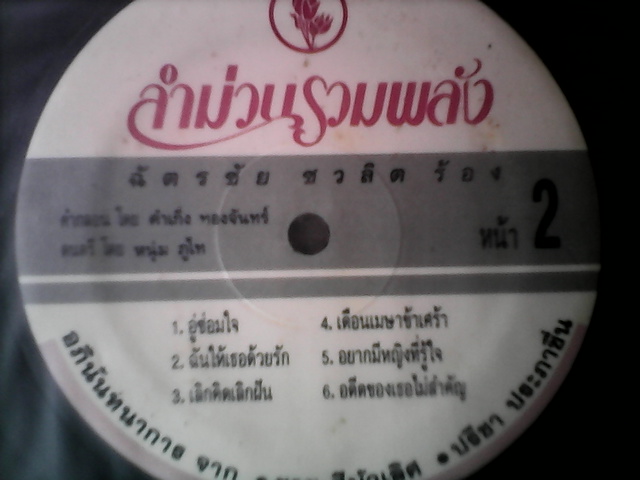 ลำม่วนรวมพลัง
ฉัตรชัย ชวลิต ร้อง
คำกลอน โดย คำเกิ่ง ทองจันทร์
ดนตรี โดย หนุ่ม ภูไท
หน้า 2
1. อู่ซ่อมใจ
2. ฉันให้เธอด้วยรัก
3. เลิกคิดเลิกฝัน
4. เดือนเมษาข้าเศร้า
5. อยากมีหญิงที่รู้ใจ
6. อดีตของเธอไม่สำคัญ
อภินันทนาการ จาก • ปรียา ประภาชื่น